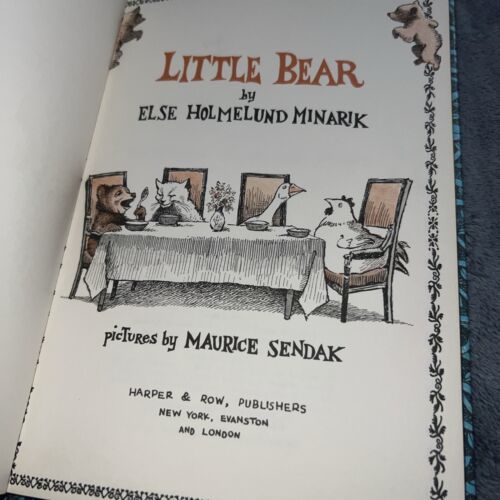 LITTLE BEAR
by
ELSE HOLMELUND MINARIK
pictures by MAURICE SENDAK
HARPER & ROW, PUBLISHERS
NEW YORK, EVANSTON
AND LONDON